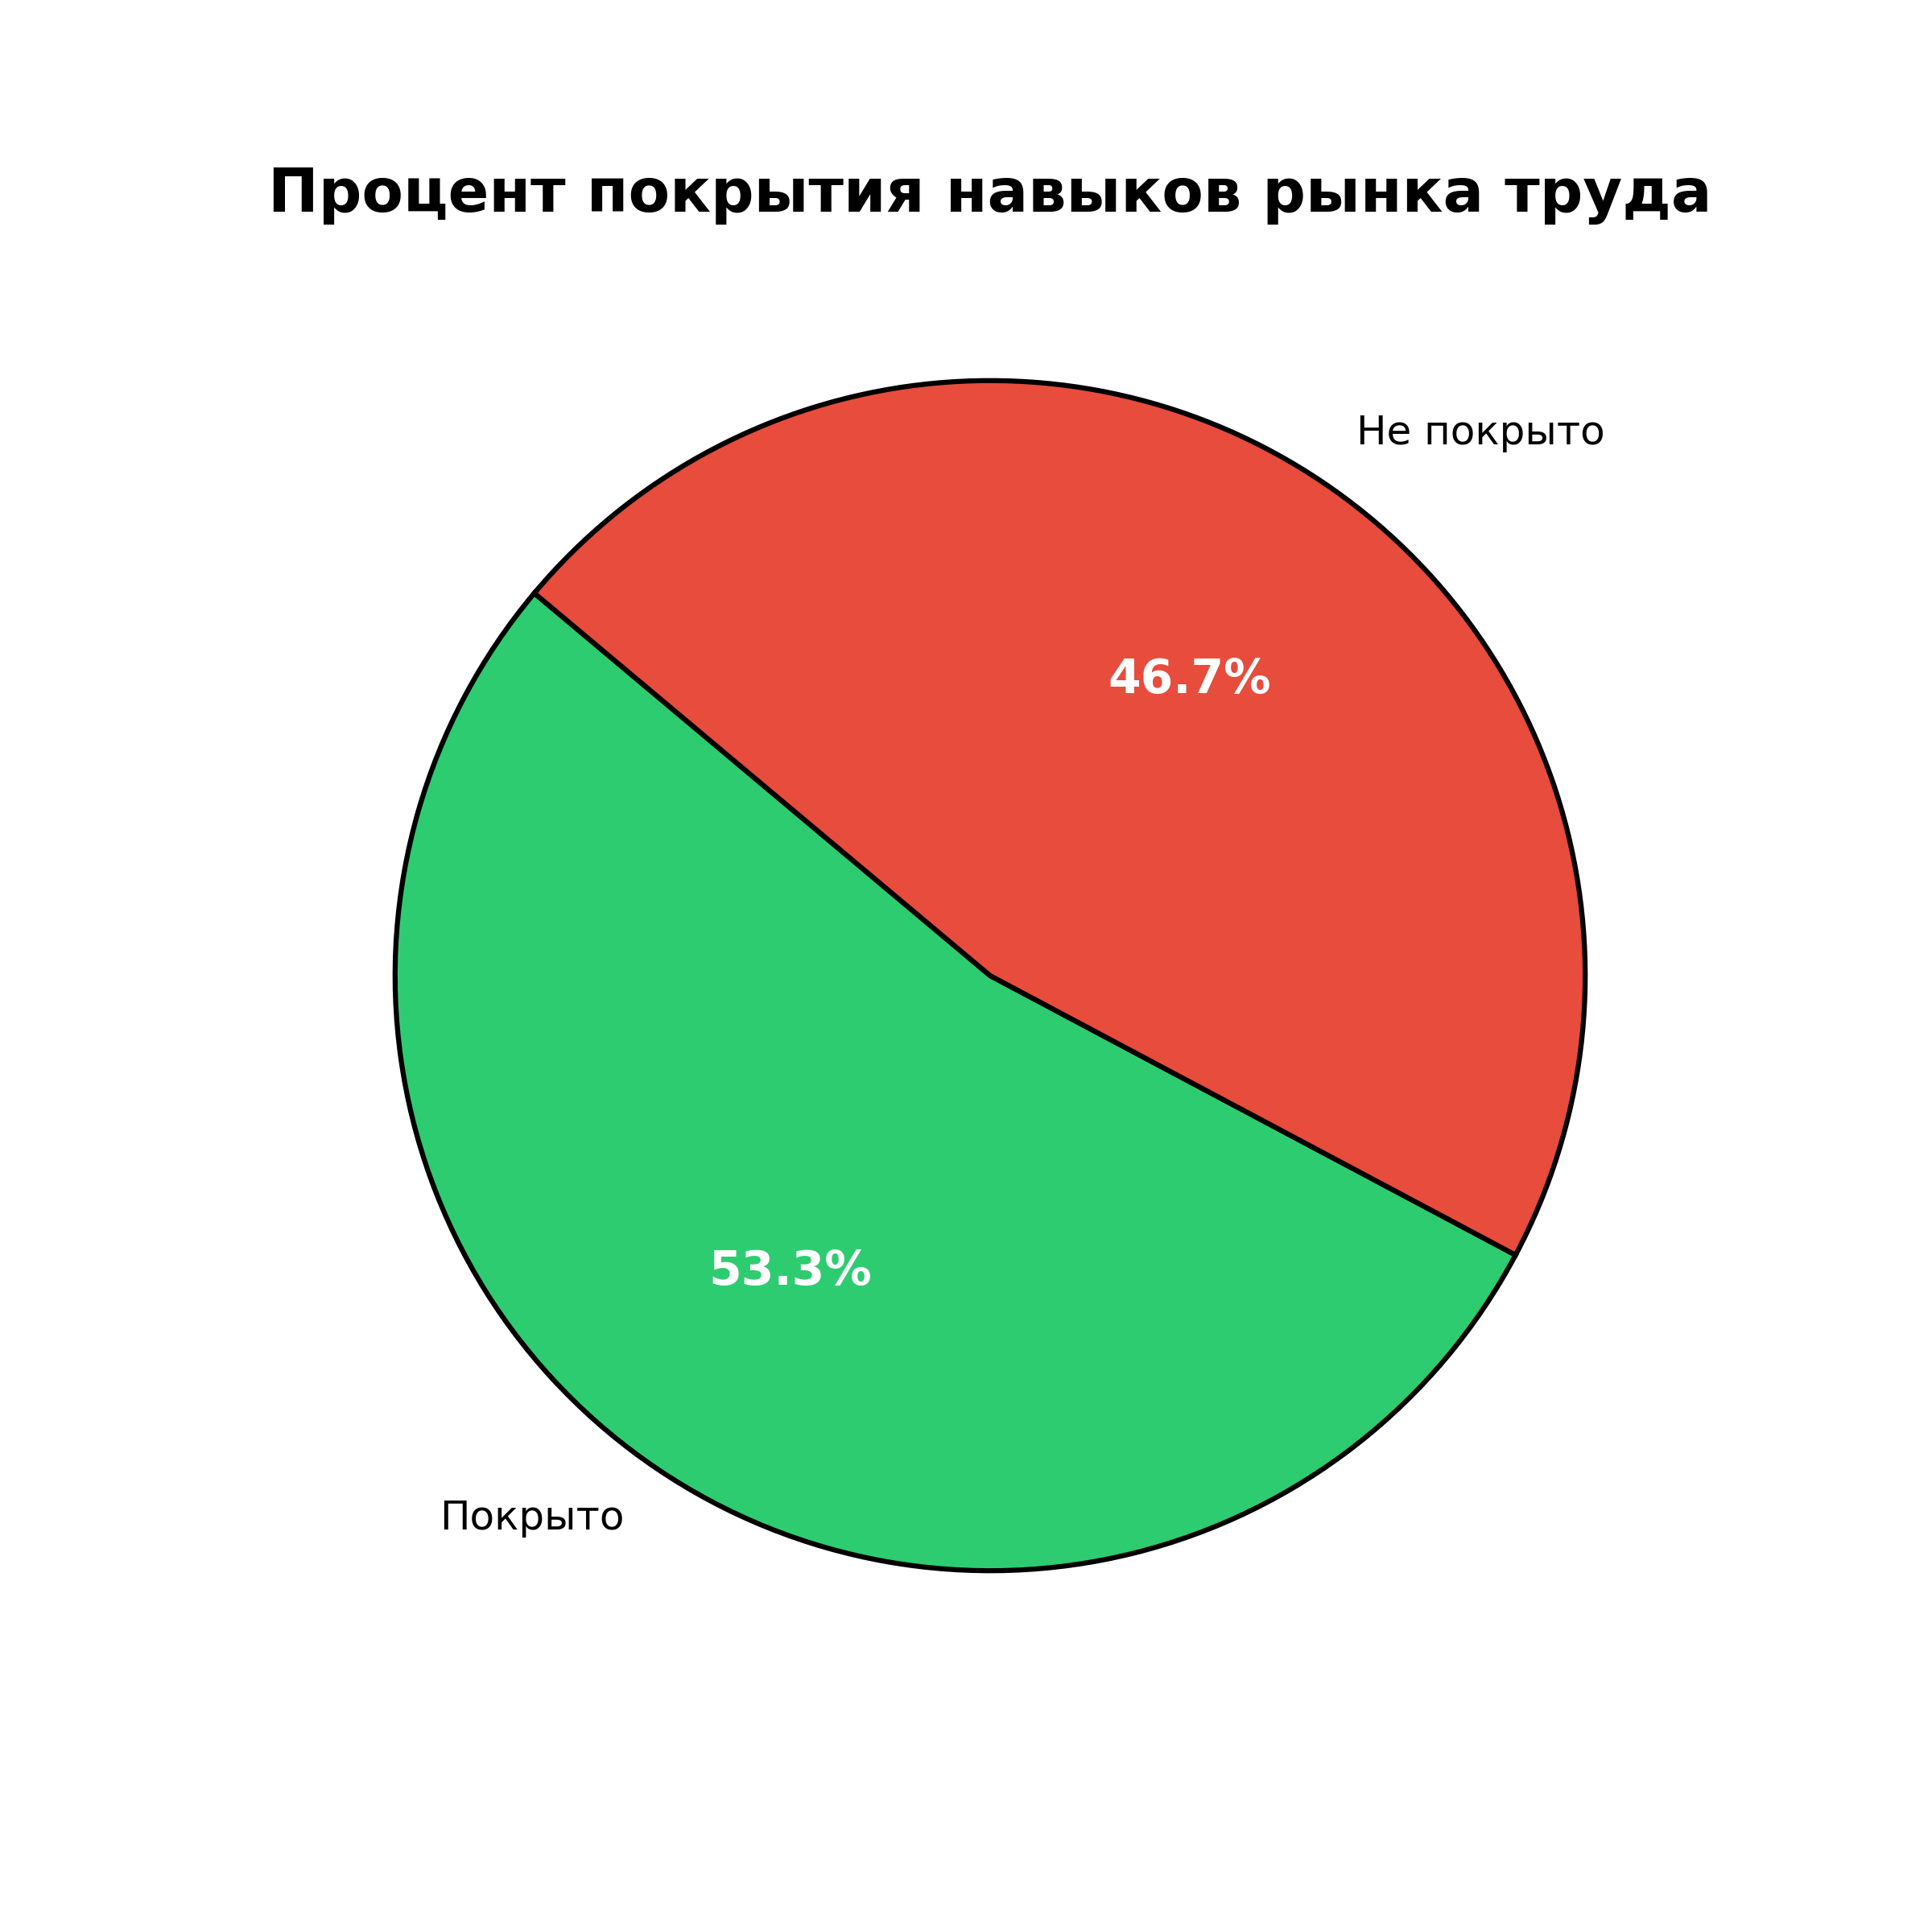 Процент покрытия навыков рынка труда
Не покрыто
46.7%
53.3%
Покрыто